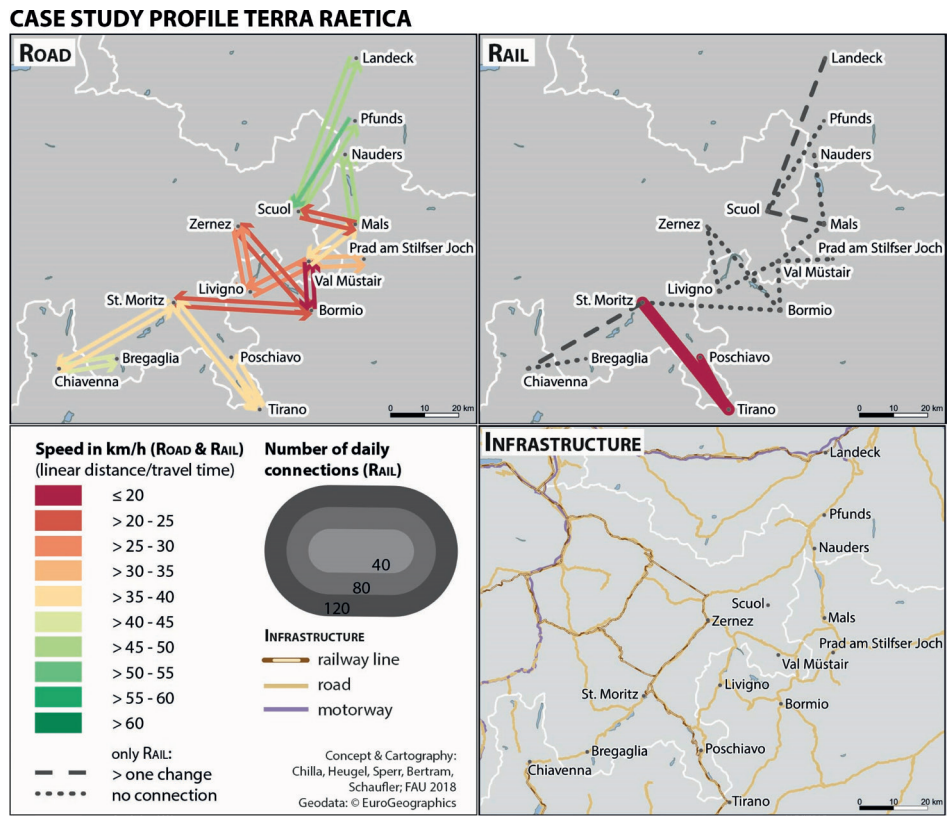 CASE STUDY PROFILE TERRA RAETICA
ROAD
Landeck
Pfunds
Nauders
Scuol
Mals
Zernez
Prad am Stilfser Joch
Val Müstair
Livigno
St. Moritz
Bormio
Bregaglia
Poschiavo
Chiavenna
Tirano
0 10 20 km
RAIL
Landeck
Pfunds
Nauders
Scuol
Mals
Zernez
Prad am Stilfser Joch
Val Müstair
Livigno
St. Moritz
Bormio
Bregaglia
Poschiavo
Chiavenna
Tirano
0 10 20 km
Speed in km/h (ROAD & RAIL)
(linear distance/travel time)
≤ 20
> 20 - 25
> 25 - 30
> 30 - 35
> 35 - 40
> 40 - 45
> 45 - 50
> 50 - 55
> 55 - 60
> 60
only RAIL:
> one change
no connection
Number of daily
connections (RAIL)
40
80
120
INFRASTRUCTURE
railway line
road
motorway
Concept & Cartography:
Chilla, Heugel, Sperr, Bertram,
Schaufler; FAU 2018
Geodata: © EuroGeographics
INFRASTRUCTURE
Landeck
Pfunds
Nauders
Scuol
Zernez
Mals
Prad am Stilfser Joch
Val Müstair
Livigno
St. Moritz
Bormio
Bregaglia
Poschiavo
Chiavenna
Tirano
0 10 20 km